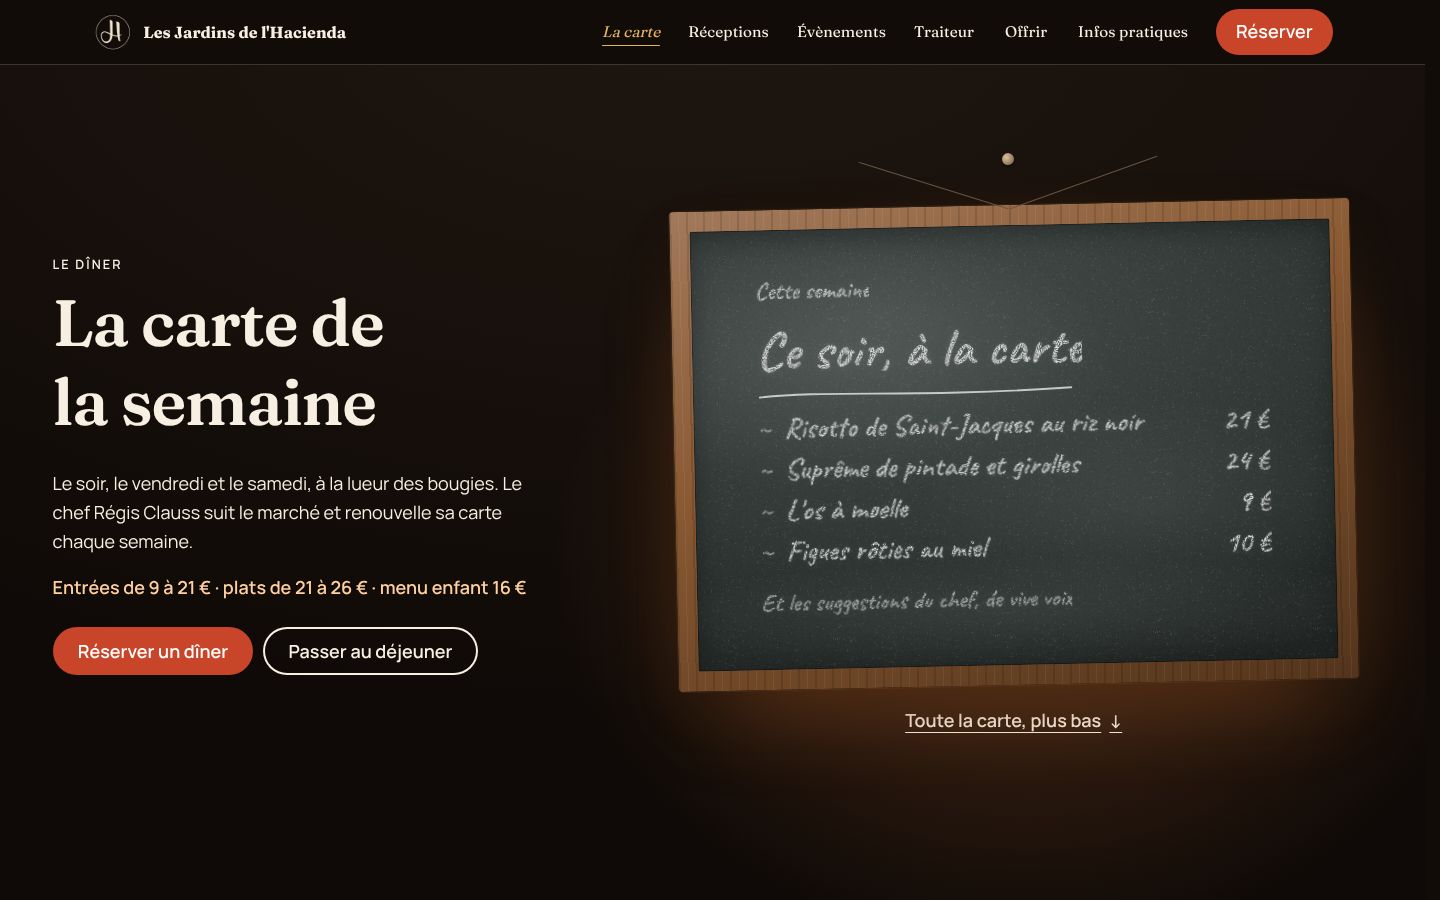 Les Jardins de l'Hacienda
La carte Réceptions Évènements Traiteur Offrir Infos pratiques Réserver
LE DÎNER
La carte de
la semaine
Le soir, le vendredi et le samedi, à la lueur des bougies. Le
chef Régis Clauss suit le marché et renouvelle sa carte
chaque semaine.
Entrées de 9 à 21 € · plats de 21 à 26 € · menu enfant 16 €
Réserver un dîner Passer au déjeuner
Cette semaine
Ce soir, à la carte
~ Risotto de Saint-Jacques au riz noir 21 €
~ Suprême de pintade et girolles 24 €
~ L'os à moelle 9 €
~ Figues rôties au miel 10 €
Et les suggestions du chef, de vive voix
Toute la carte, plus bas ↓